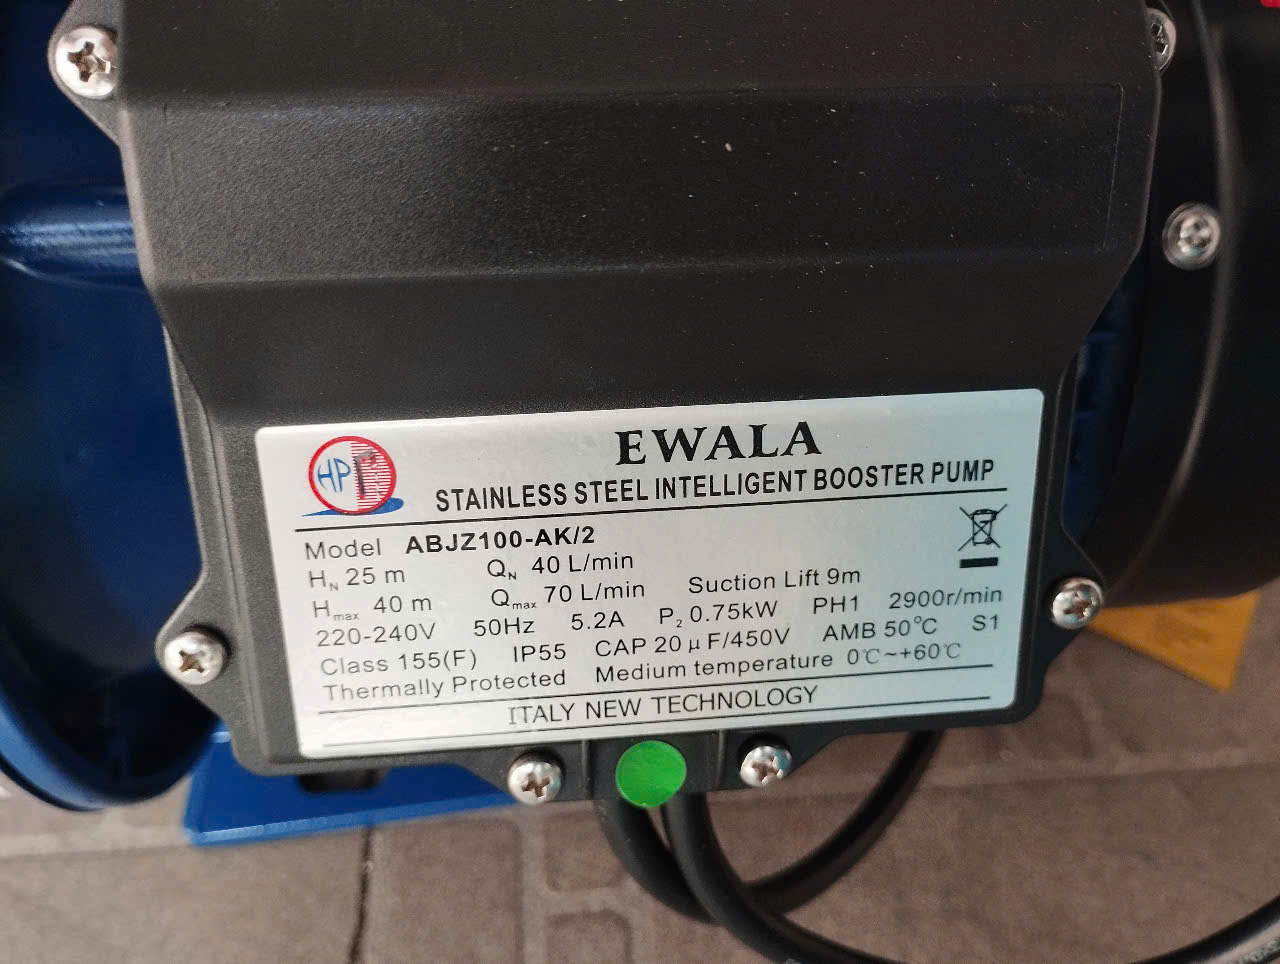 HP
EWALA
STAINLESS STEEL INTELLIGENT BOOSTER PUMP
Model ABJZ100-AK/2
HN 25 m QN 40 L/min
Hmax 40 m Qmax 70 L/min Suction Lift 9m
220-240V 50Hz 5.2A P2 0.75kW PH1 2900r/min
Class 155(F) IP55 CAP 20 μF/450V AMB 50°C S1
Thermally Protected Medium temperature 0℃~+60℃
ITALY NEW TECHNOLOGY